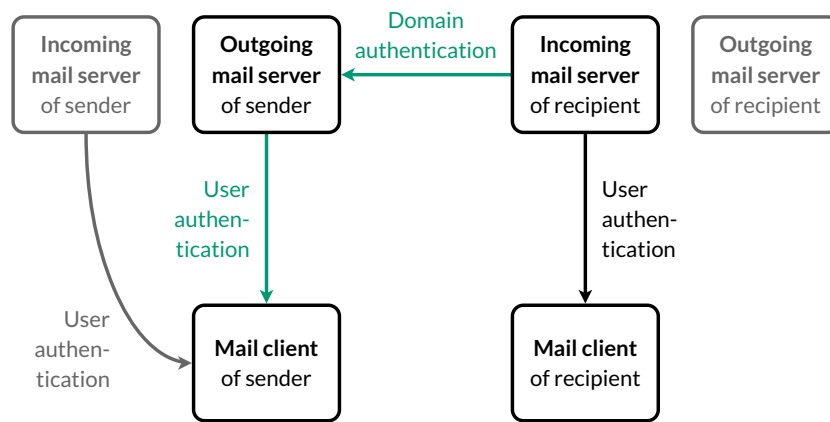 Domain
authentication
Incoming
mail server
of sender
Outgoing
mail server
of sender
Incoming
mail server
of recipient
Outgoing
mail server
of recipient
User
authen-
tication
User
authen-
tication
User
authen-
tication
Mail client
of sender
Mail client
of recipient